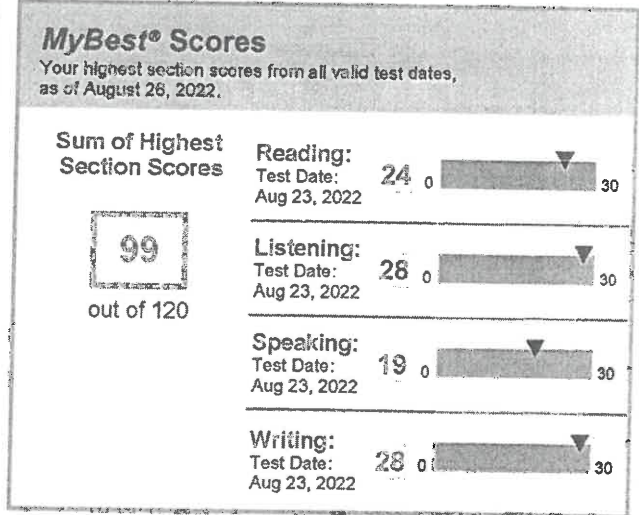 MyBest® Scores
Your highest section scores from all valid test dates,
as of August 26, 2022.
Sum of Highest
Section Scores
99
out of 120
Reading:
Test Date:
Aug 23, 2022
24 0 30
Listening:
Test Date:
Aug 23, 2022
28 0 30
Speaking:
Test Date:
Aug 23, 2022
19 0 30
Writing:
Test Date:
Aug 23, 2022
28 0 30